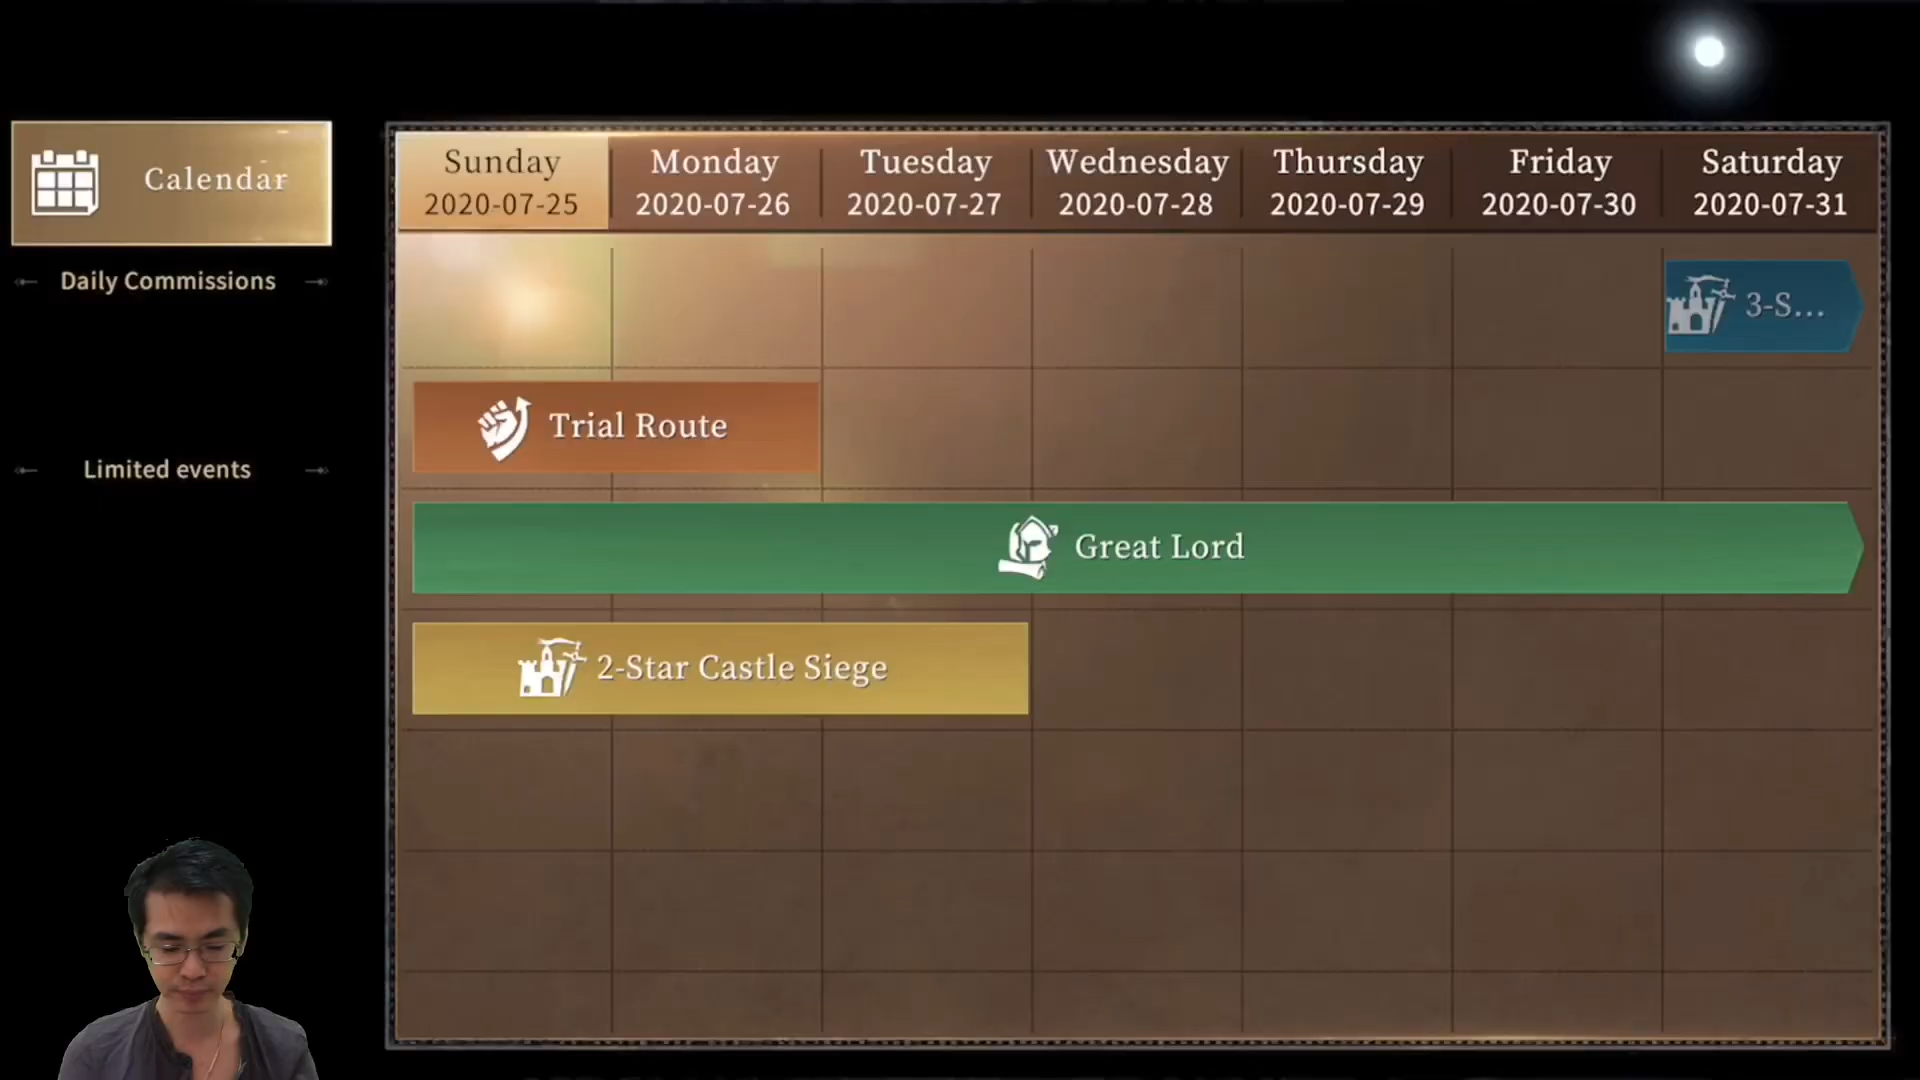 Calendar
Daily Commissions
Limited events
Sunday Monday Tuesday Wednesday Thursday Friday Saturday
2020-07-25 2020-07-26 2020-07-27 2020-07-28 2020-07-29 2020-07-30 2020-07-31
3-S...
Trial Route
Great Lord
2-Star Castle Siege